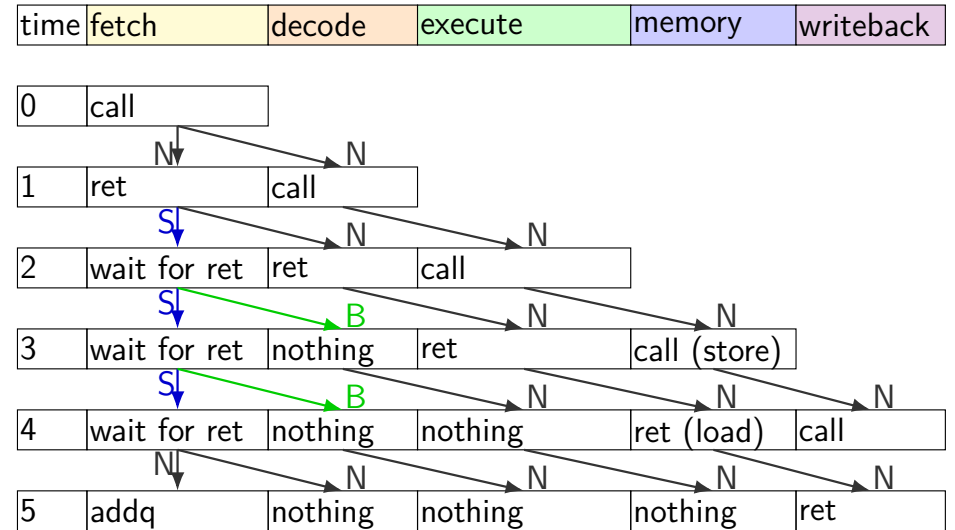 time fetch decode execute memory writeback
0 call
N N
1 ret call
S N N
2 wait for ret ret call
S B N N
3 wait for ret nothing ret call (store)
S B N N N
4 wait for ret nothing nothing ret (load) call
N N N N N
5 addq nothing nothing nothing ret